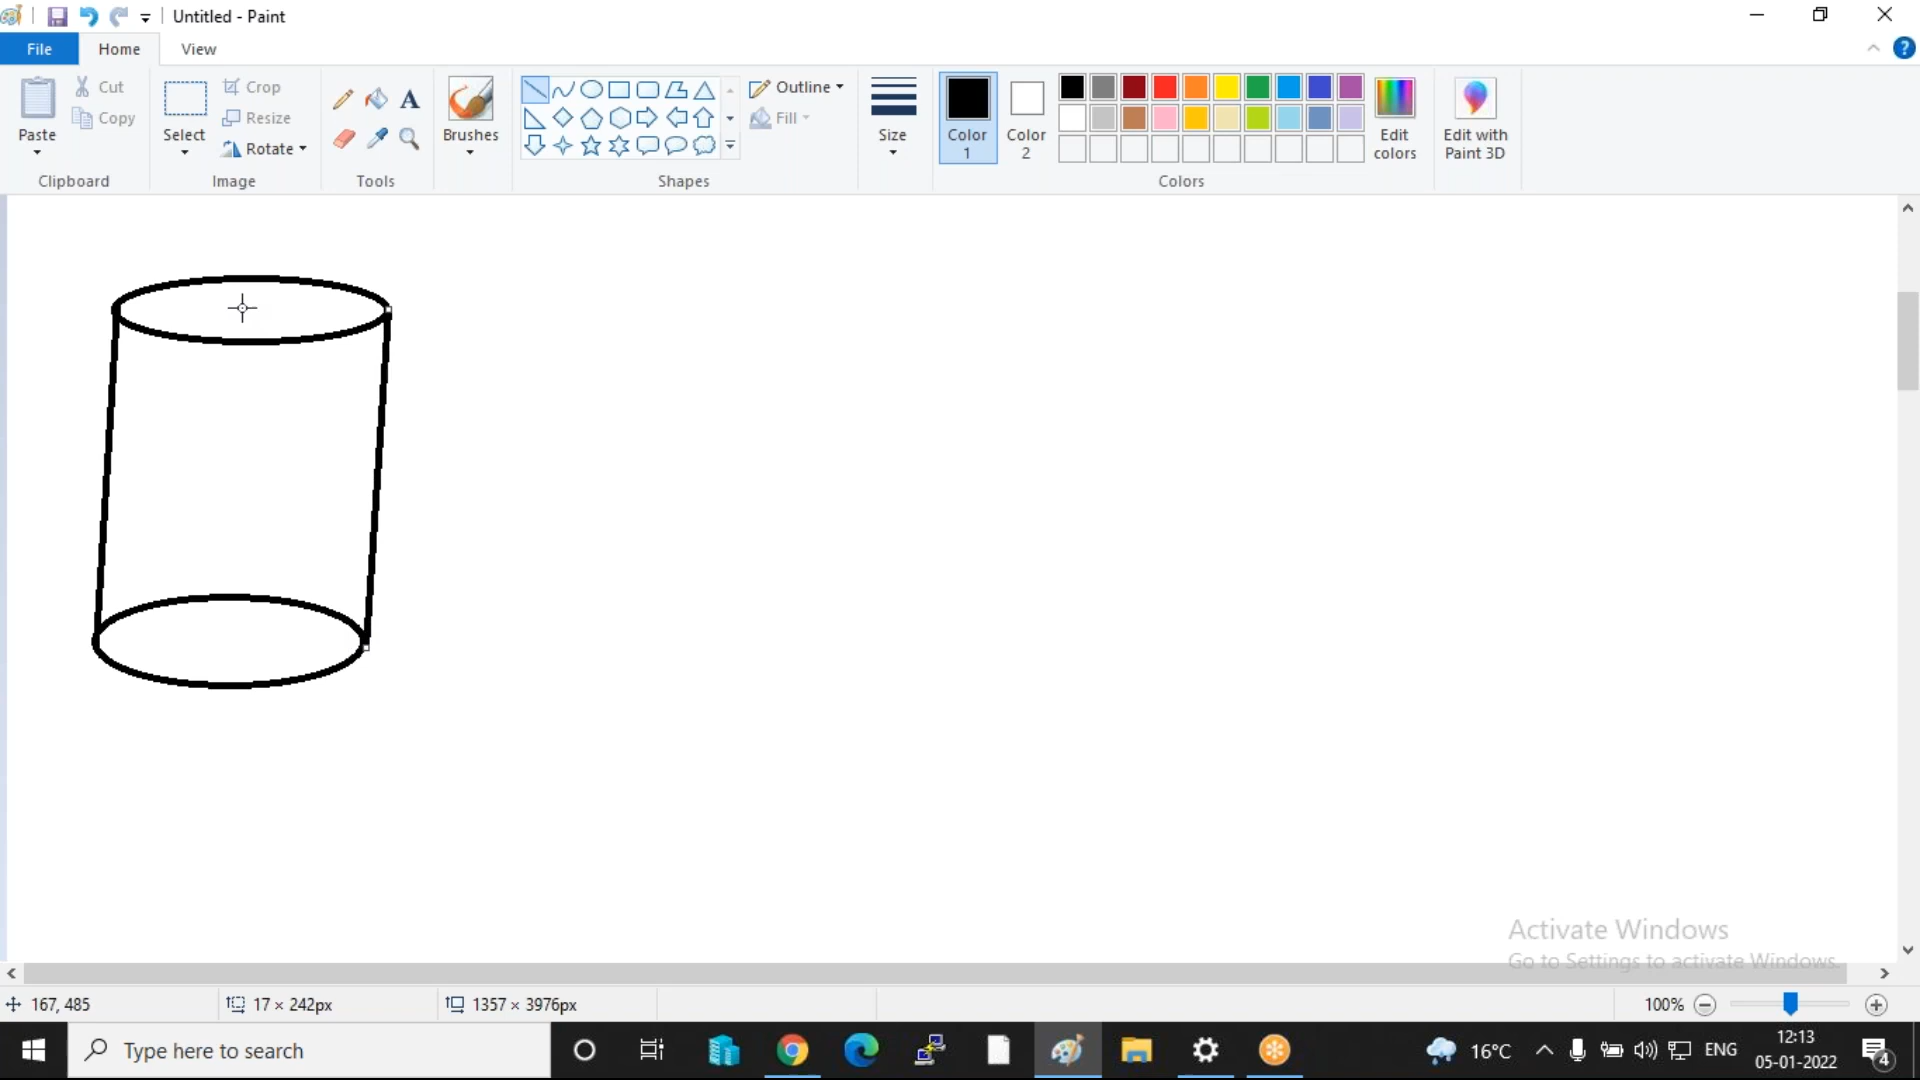 Untitled - Paint
File Home View
Paste
Cut
Copy
Clipboard
Select
Crop
Resize
Rotate
Image
A
Tools
Brushes
Shapes
Outline
Fill
Size
Color 1
Color 2
Colors
Edit colors
Edit with Paint 3D
?
Activate Windows
Go to Settings to activate Windows.
167, 485
17 × 242px
1357 × 3976px
100%
Type here to search
16°C
ENG
12:13
05-01-2022
4